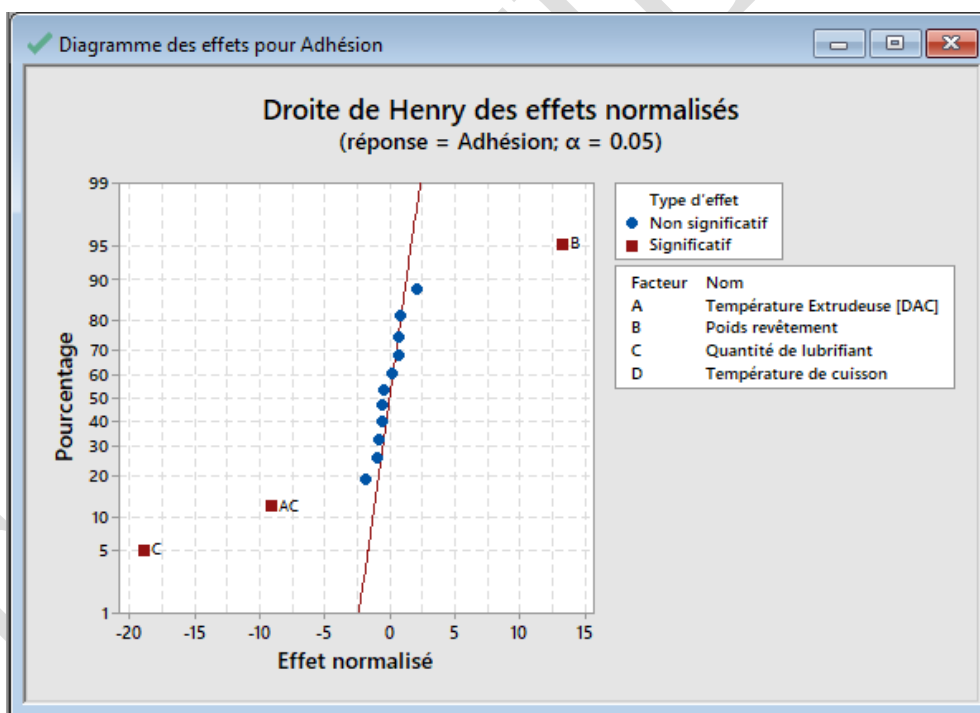 Diagramme des effets pour Adhésion
Droite de Henry des effets normalisés
(réponse = Adhésion; α = 0.05)
99
95
90
80
70
60
50
40
30
20
10
5
1
Pourcentage
B
AC
C
-20 -15 -10 -5 0 5 10 15
Effet normalisé
Type d'effet
Non significatif
Significatif
Facteur Nom
A Température Extrudeuse [DAC]
B Poids revêtement
C Quantité de lubrifiant
D Température de cuisson